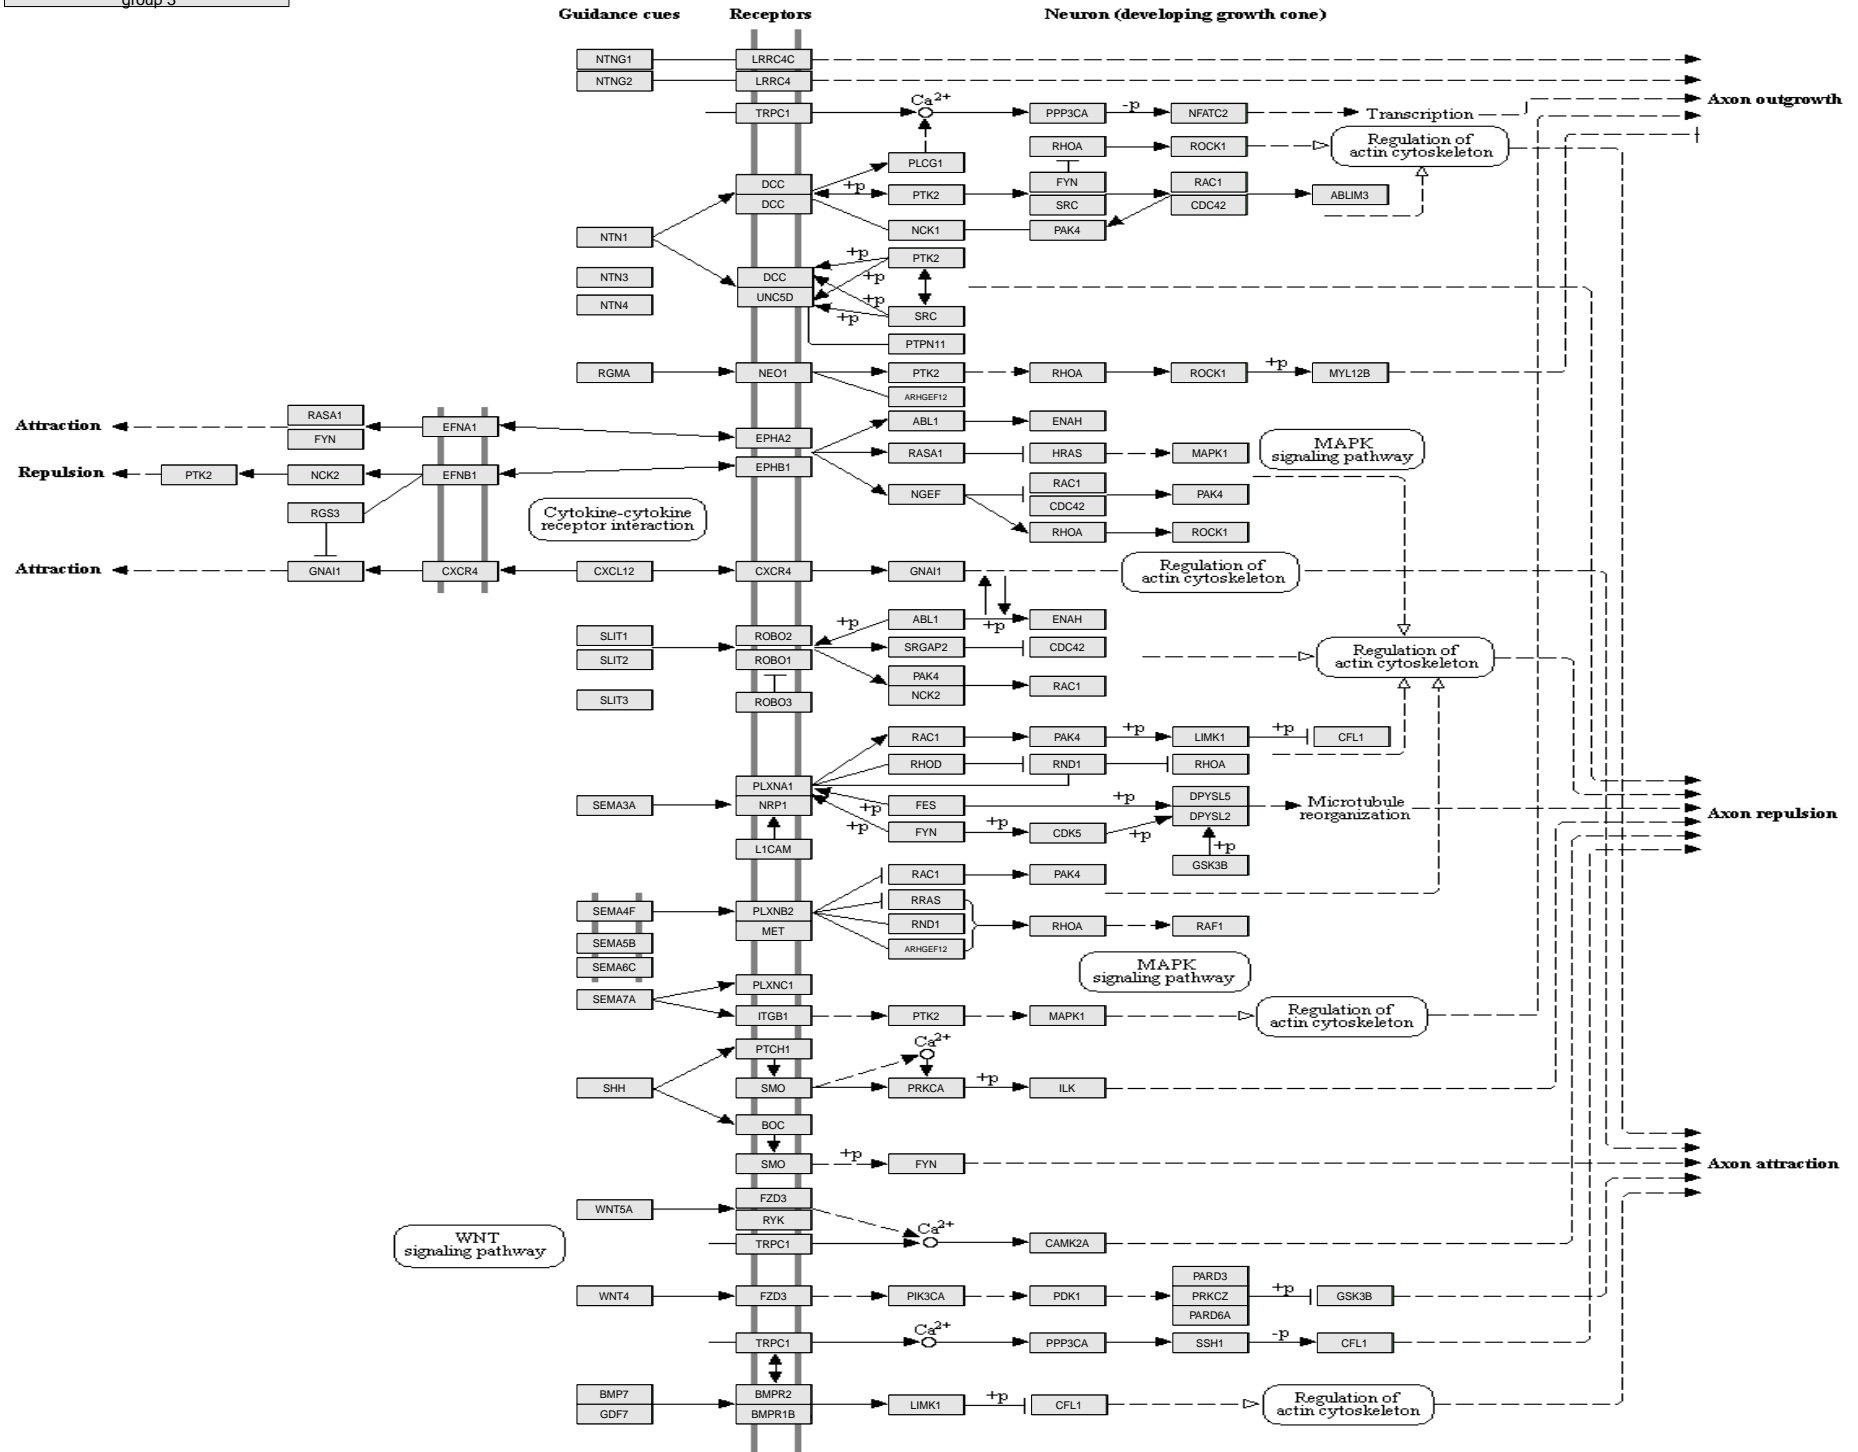 group 3
Guidance cues Receptors Neuron (developing growth cone)
NTNG1 LRRC4C
NTNG2 LRRC4
Ca2+
TRPC1 PPP3CA -p NFATC2 Transcription Axon outgrowth
RHOA ROCK1 Regulation of
actin cytoskeleton
PLCG1
DCC +p PTK2 FYN RAC1 ABLIM3
DCC SRC CDC42
NCK1 PAK4
NTN1
+p PTK2
NTN3 DCC +p
NTN4 UNC5D +p
+p SRC
PTPN11
RGMA NEO1 PTK2 RHOA ROCK1 +p MYL12B
ARHGEF12
RASA1 ABL1 ENAH
Attraction EFNA1
FYN EPHA2 MAPK
signaling pathway
RASA1 HRAS MAPK1
Repulsion PTK2 NCK2 EFNB1 EPHB1
RAC1
NGEF PAK4
CDC42
RGS3 Cytokine-cytokine
receptor interaction
RHOA ROCK1
Attraction GNAI1 CXCR4 CXCL12 CXCR4 GNAI1 Regulation of
actin cytoskeleton
+p ABL1 +p ENAH
SLIT1 ROBO2 SRGAP2 CDC42
SLIT2 ROBO1 Regulation of
actin cytoskeleton
PAK4
NCK2 RAC1
SLIT3 ROBO3
RAC1 PAK4 +p LIMK1 +p CFL1
RHOD RND1 RHOA
PLXNA1
SEMA3A NRP1 +p FES +p DPYSL5 Microtubule
reorganization
DPYSL2 Axon repulsion
+p FYN +p CDK5 +p
L1CAM +p
GSK3B
RAC1 PAK4
RRAS
SEMA4F PLXNB2
RND1 RHOA RAF1
MET
SEMA5B ARHGEF12
SEMA6C MAPK
signaling pathway
PLXNC1
SEMA7A
ITGB1 PTK2 MAPK1 Regulation of
actin cytoskeleton
PTCH1 Ca2+
SHH SMO PRKCA +p ILK
BOC
SMO +p FYN Axon attraction
FZD3
WNT5A
RYK Ca2+
WNT
signaling pathway
TRPC1 CAMK2A
PARD3
WNT4 FZD3 PIK3CA PDK1 PRKCZ +p GSK3B
PARD6A
Ca2+
TRPC1 PPP3CA SSH1 -p CFL1
BMP7 BMPR2
GDF7 BMPR1B LIMK1 +p CFL1 Regulation of
actin cytoskeleton